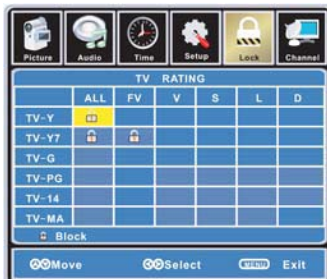 Picture Audio Time Setup Lock Channel
TV RATING
ALL FV V S L D
TV-Y
TV-Y7
TV-G
TV-PG
TV-14
TV-MA
Block
Move Select MENU Exit